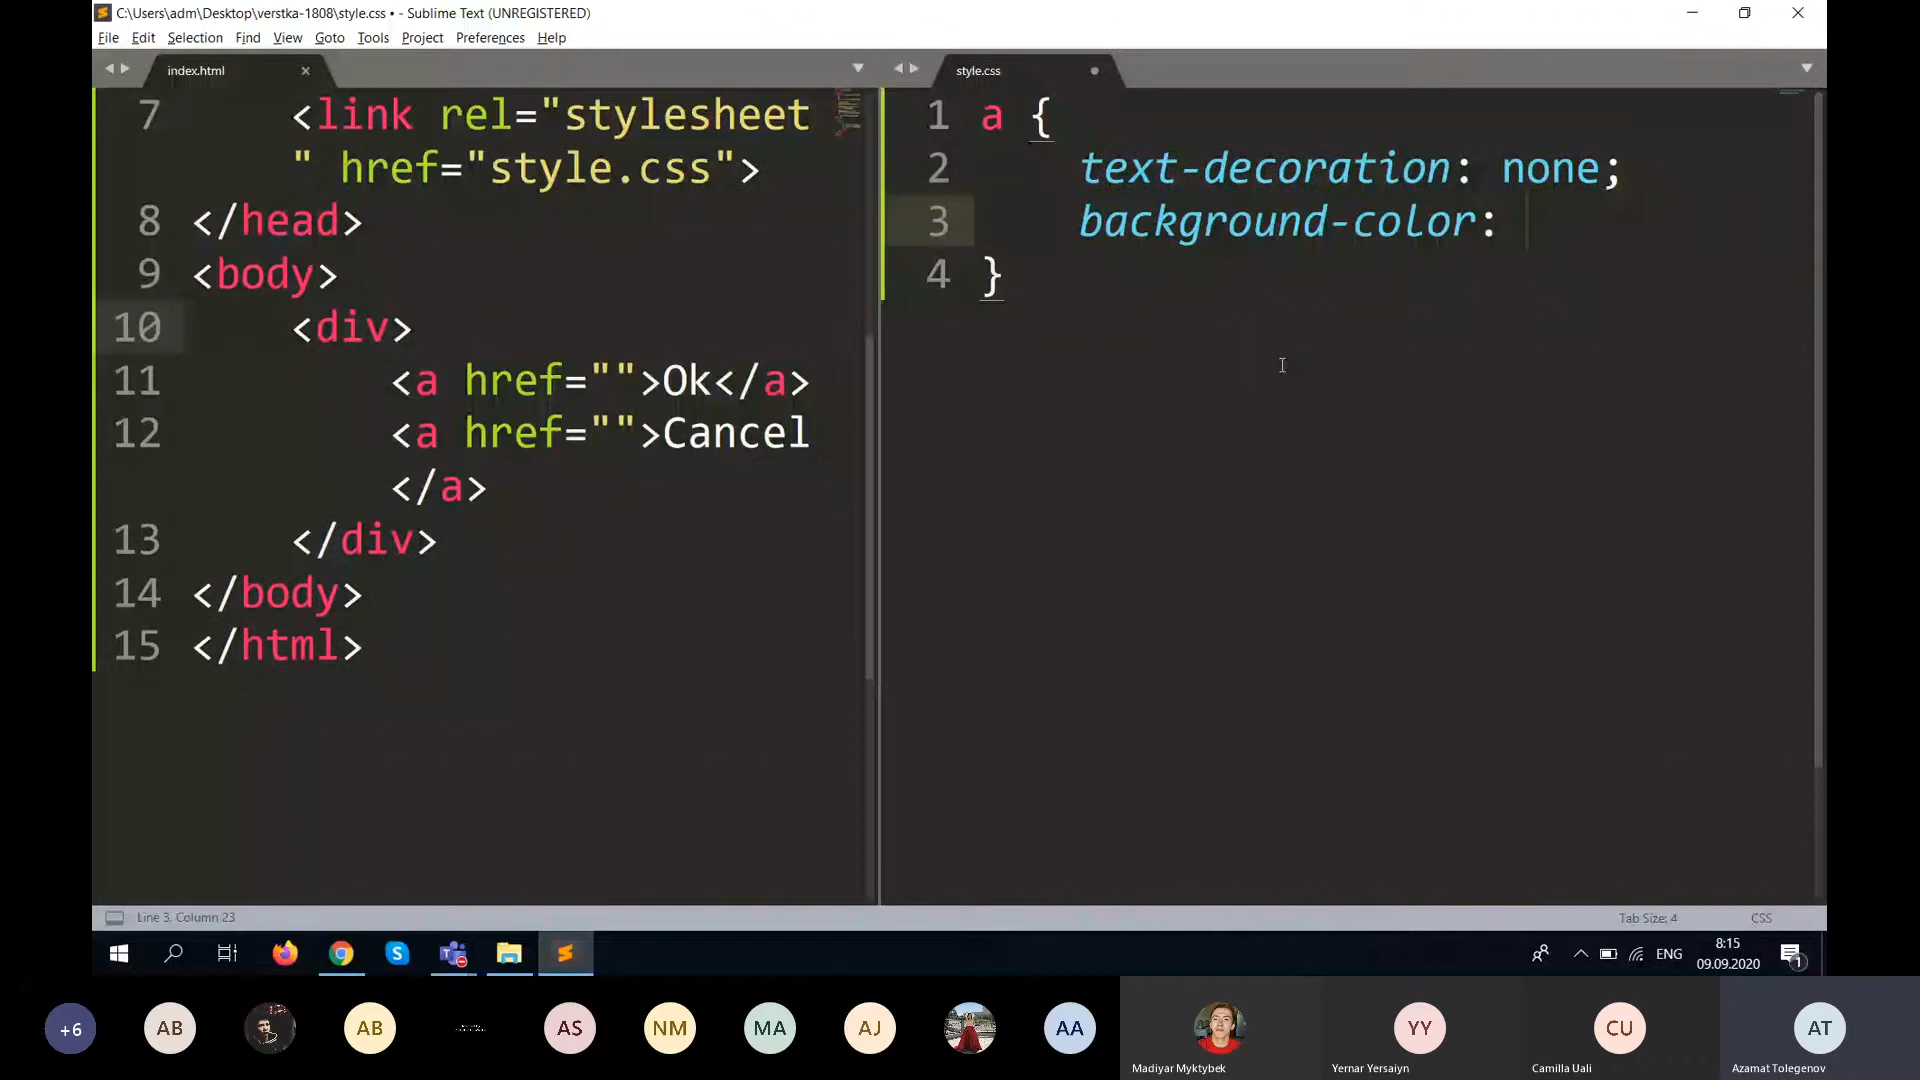 C:\Users\adm\Desktop\verstka-1808\style.css • - Sublime Text (UNREGISTERED)
File Edit Selection Find View Goto Tools Project Preferences Help
index.html
7 <link rel="stylesheet
" href="style.css">
8 </head>
9 <body>
10 <div>
11 <a href="">Ok</a>
12 <a href="">Cancel
</a>
13 </div>
14 </body>
15 </html>
style.css
1 a {
2 text-decoration: none;
3 background-color:
4 }
Line 3, Column 23
Tab Size: 4
CSS
ENG
8:15
09.09.2020
1
+6
AB
AB
AS
NM
MA
AJ
AA
Madiyar Myktybek
YY
Yernar Yersaiyn
CU
Camilla Uali
AT
Azamat Tolegenov